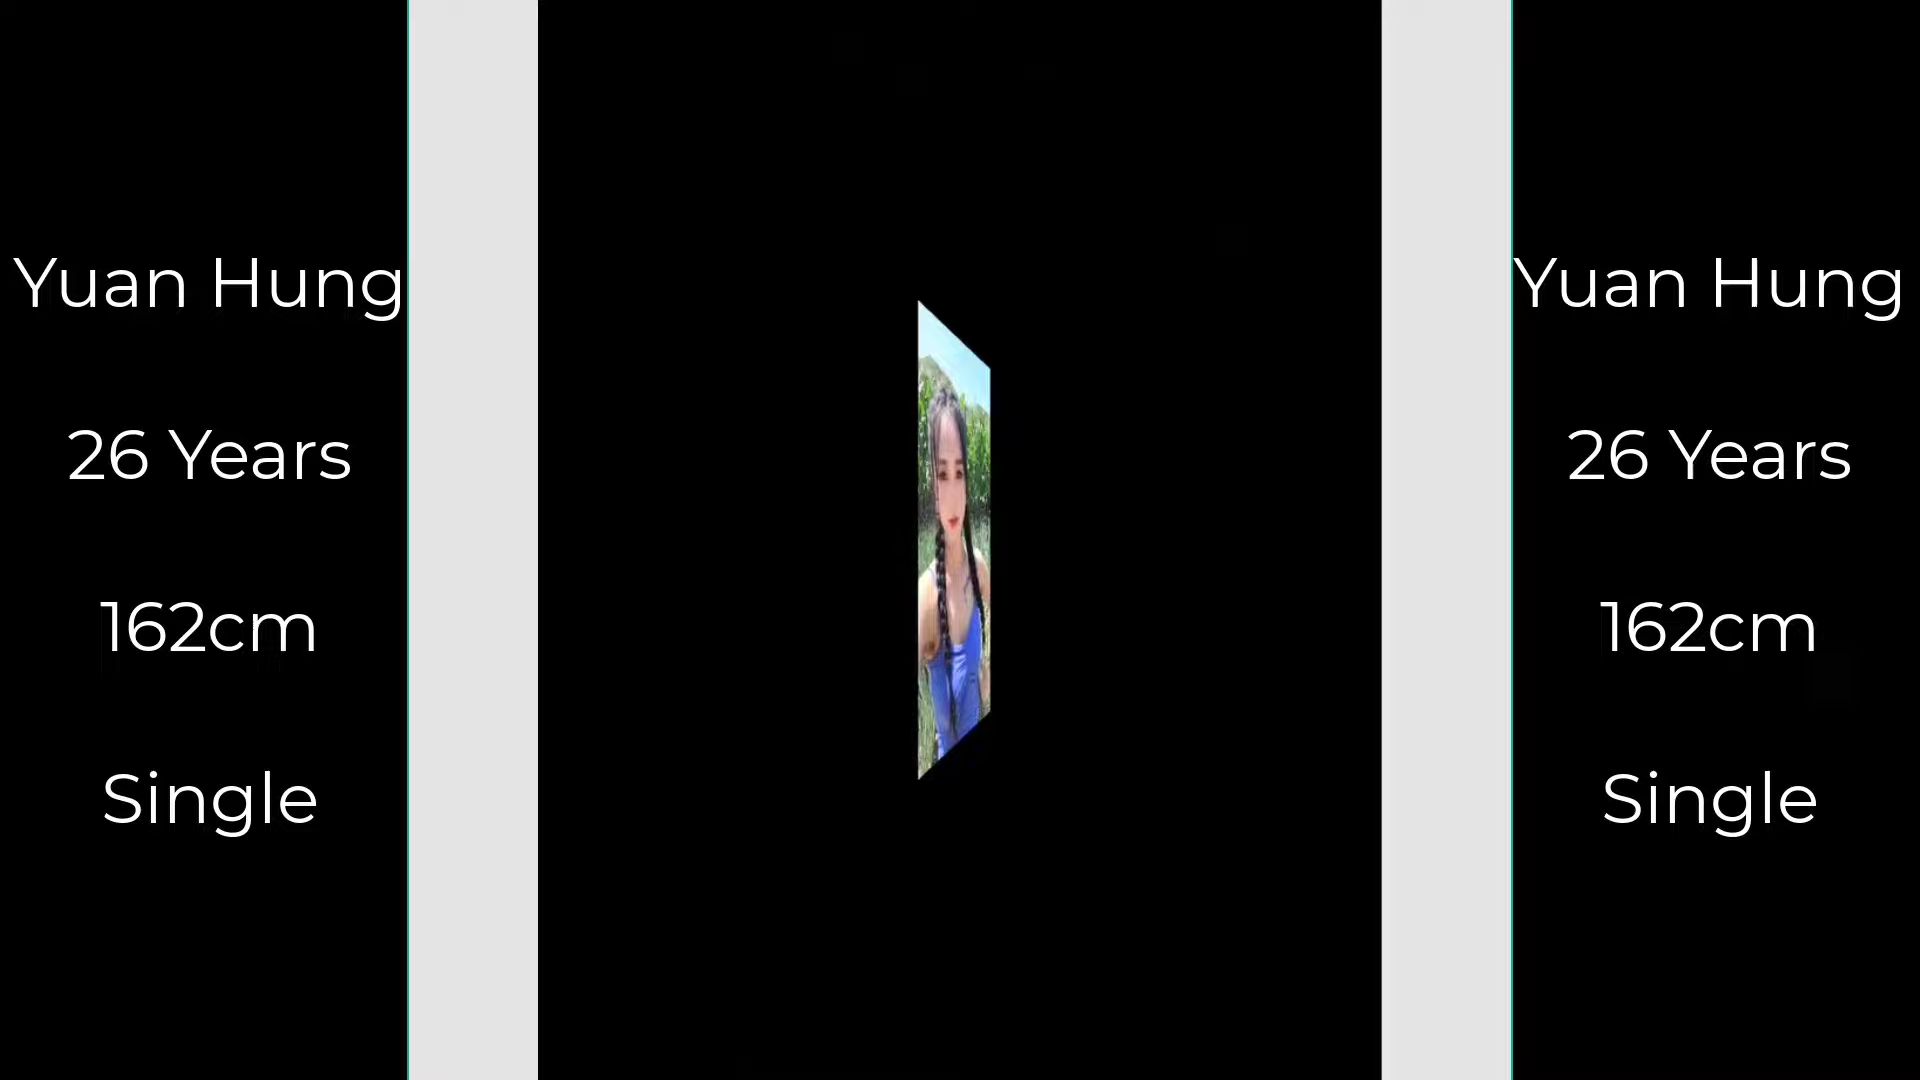 Yuan Hung
26 Years
162cm
Single
Yuan Hung
26 Years
162cm
Single